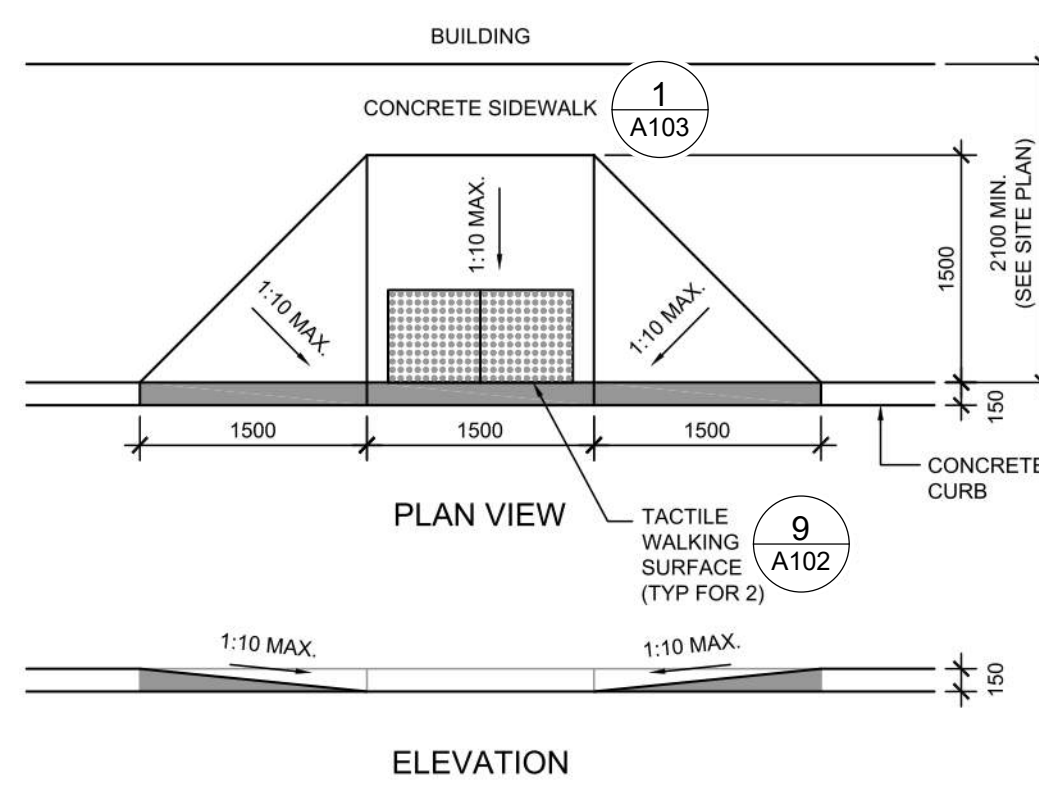 BUILDING
CONCRETE SIDEWALK
1
A103
1:10 MAX.
1:10 MAX.
1:10 MAX.
1500
2100 MIN.
(SEE SITE PLAN)
150
1500
1500
1500
CONCRETE
CURB
PLAN VIEW
TACTILE
WALKING
SURFACE
(TYP FOR 2)
9
A102
1:10 MAX.
1:10 MAX.
150
ELEVATION